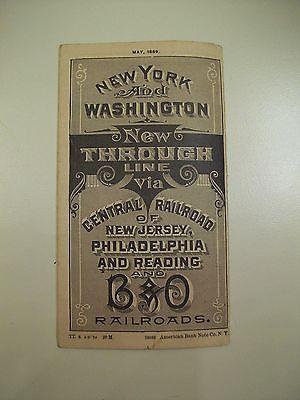 MAY, 1889.
NEW YORK
And
WASHINGTON
New
THROUGH
LINE
Via
CENTRAL RAILROAD
OF
NEW JERSEY,
PHILADELPHIA
AND READING
AND
B&O
RAILROADS.
American Bank Note Co. N. Y.